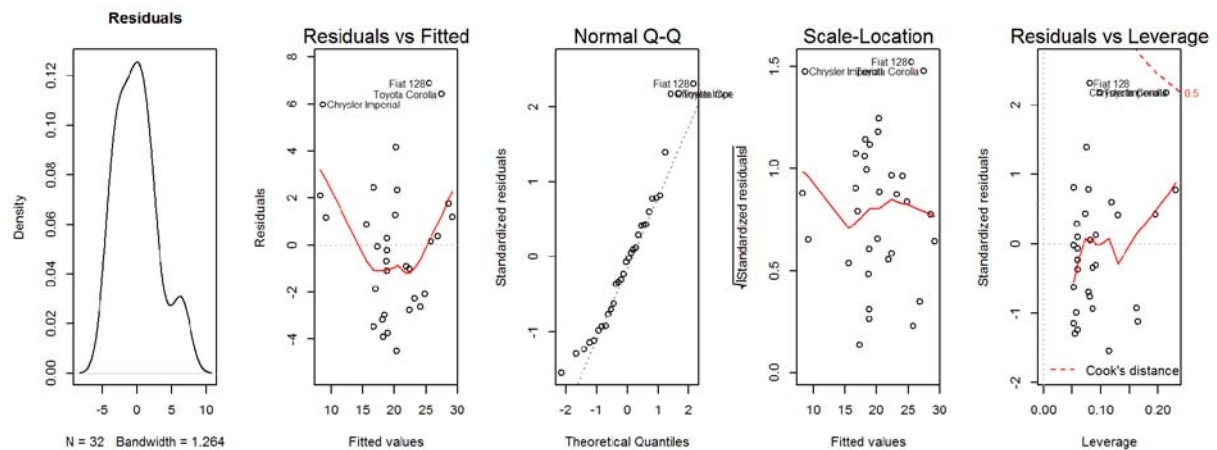 Residuals
Density
0.00
0.02
0.04
0.06
0.08
0.10
0.12
-5
0
5
10
N = 32   Bandwidth = 1.264
Residuals vs Fitted
Residuals
-4
-2
0
2
4
6
8
Fiat 128
Toyota Corolla
Chrysler Imperial
10
15
20
25
30
Fitted values
Normal Q-Q
Standardized residuals
-1
0
1
2
Fiat 128
-2
-1
0
1
2
Theoretical Quantiles
Scale-Location
√|Standardized residuals|
0.0
0.5
1.0
1.5
Fiat 128
Chrysler Imperial
Toyota Corolla
10
15
20
25
30
Fitted values
Residuals vs Leverage
Standardized residuals
-2
-1
0
1
2
Fiat 128
0.5
Cook's distance
0.00
0.10
0.20
Leverage